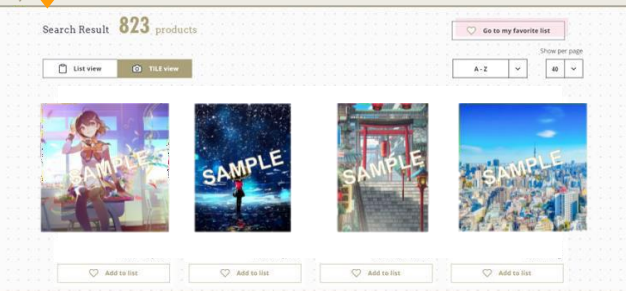 Search Result 823 products
Go to my favorite list
Show per page
List view
TILE view
A - Z
40
SAMPLE
SAMPLE
SAMPLE
SAMPLE
Add to list
Add to list
Add to list
Add to list